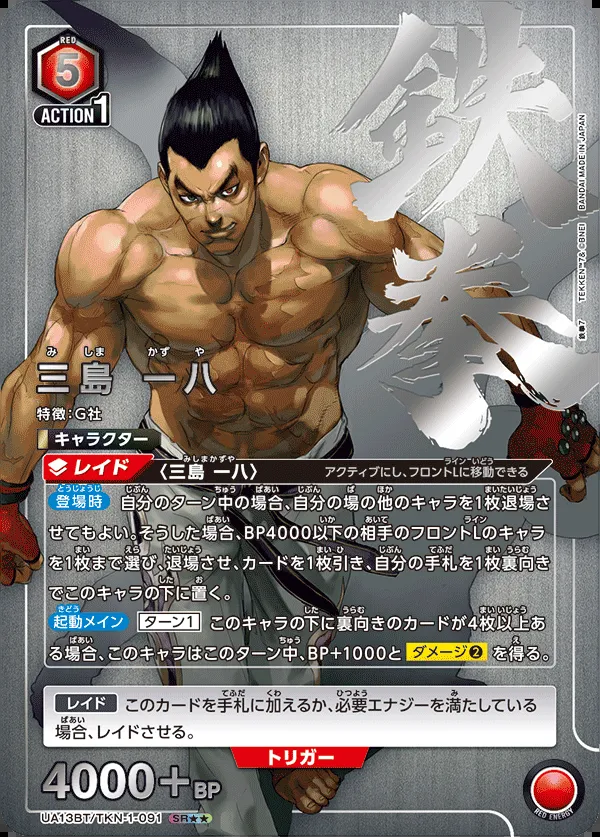 RED
5
ACTION1
鉄拳
鉄拳7 TEKKEN™7& ©BNEI BANDAI MADE IN JAPAN
みしま かずや
三島 一八
特徴:G社
キャラクター
レイド 〈三島 一八〉 アクティブにし、フロントLに移動できる
登場時 自分のターン中の場合、自分の場の他のキャラを1枚退場さ
せてもよい。そうした場合、BP4000以下の相手のフロントLのキャラ
を1枚まで選び、退場させ、カードを1枚引き、自分の手札を1枚裏向き
でこのキャラの下に置く。
起動メイン ターン1 このキャラの下に裏向きのカードが4枚以上あ
る場合、このキャラはこのターン中、BP+1000と ダメージ❷ を得る。
レイド このカードを手札に加えるか、必要エナジーを満たしている
場合、レイドさせる。
トリガー
4000+BP
UA13BT/TKN-1-091 SR★★
RED ENERGY